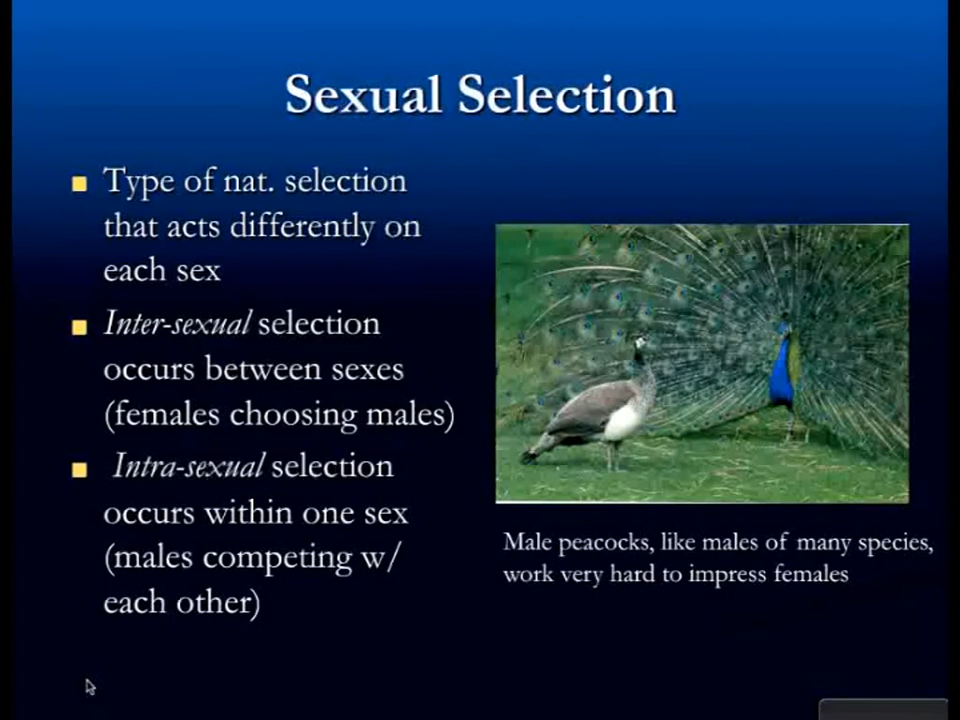 Sexual Selection
Type of nat. selection
that acts differently on
each sex
Inter-sexual selection
occurs between sexes
(females choosing males)
Intra-sexual selection
occurs within one sex
(males competing w/
each other)
Male peacocks, like males of many species,
work very hard to impress females